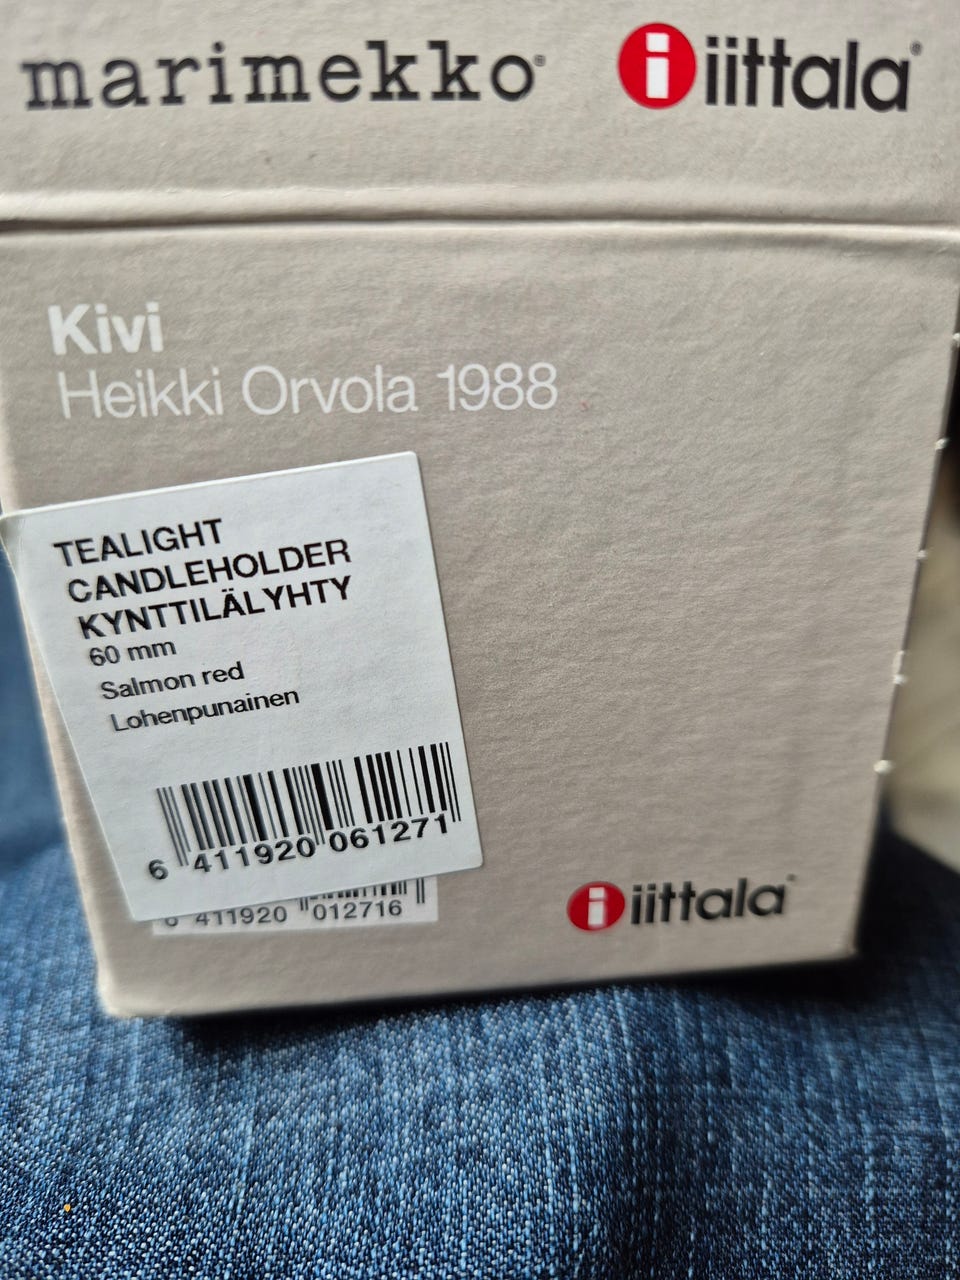 marimekko®
iittala®
Kivi
Heikki Orvola 1988
TEALIGHT
CANDLEHOLDER
KYNTTILÄLYHTY
60 mm
Salmon red
Lohenpunainen
6 411920 061271
6 411920 012716
iittala